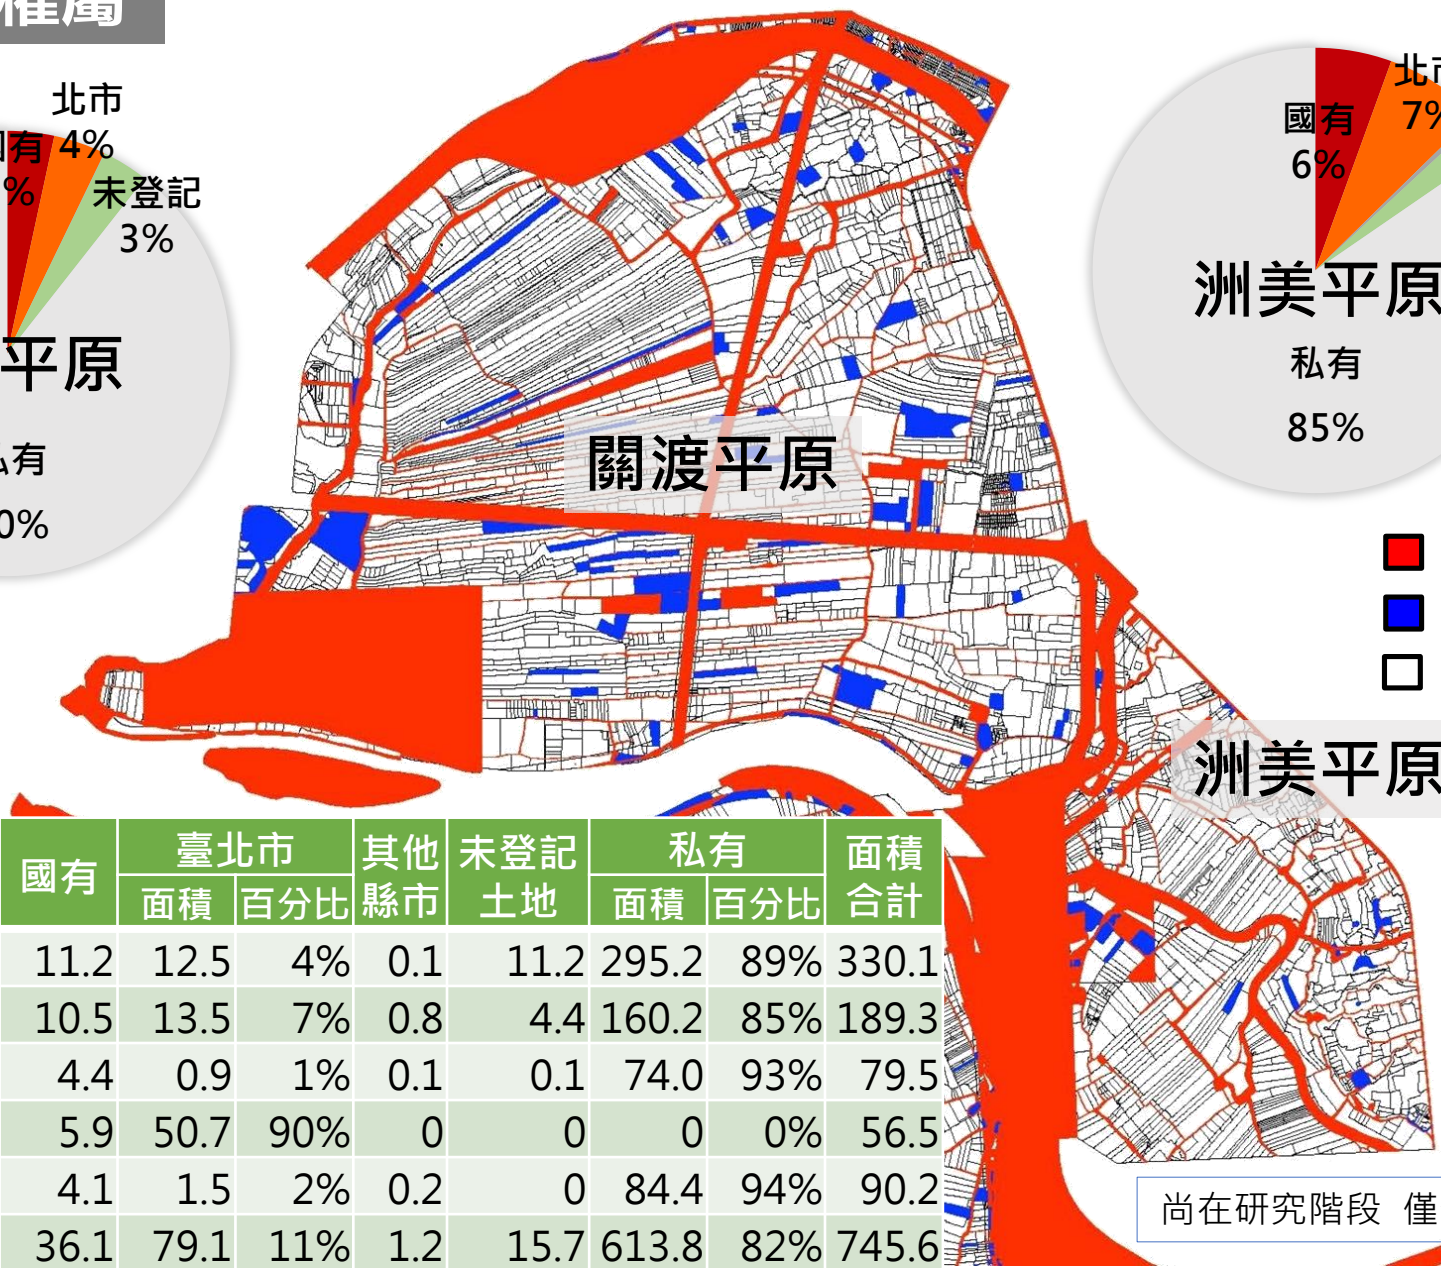 權屬
北市
4%
未登記
3%
平原
私有
0%
北市
7%
國有
6%
洲美平原
私有
85%
關渡平原
洲美平原
國有 臺北市 其他縣市 未登記土地 私有 面積合計
面積 百分比 面積 百分比
11.2 12.5 4% 0.1 11.2 295.2 89% 330.1
10.5 13.5 7% 0.8 4.4 160.2 85% 189.3
4.4 0.9 1% 0.1 0.1 74.0 93% 79.5
5.9 50.7 90% 0 0 0 0% 56.5
4.1 1.5 2% 0.2 0 84.4 94% 90.2
36.1 79.1 11% 1.2 15.7 613.8 82% 745.6
尚在研究階段 僅